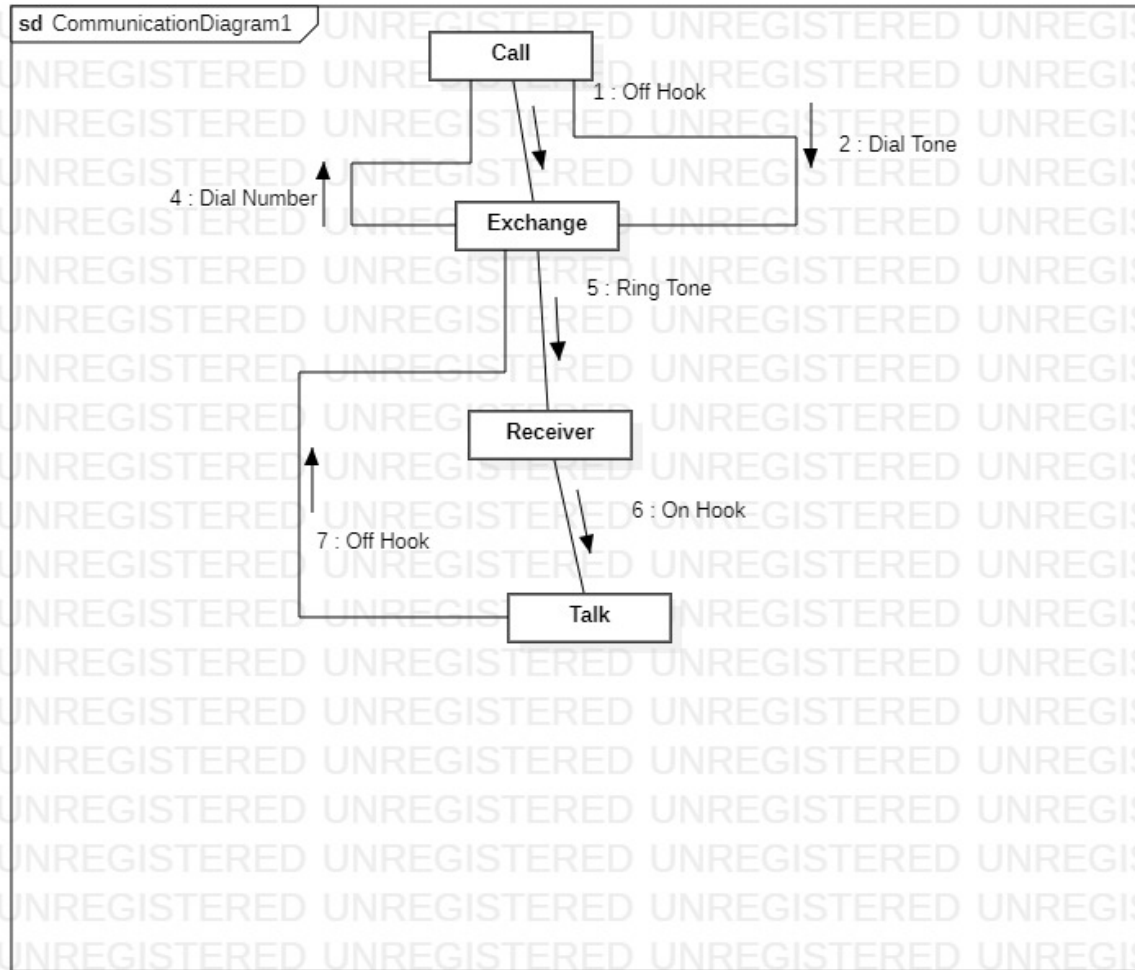 sd CommunicationDiagram1
Call
1 : Off Hook
2 : Dial Tone
4 : Dial Number
Exchange
5 : Ring Tone
Receiver
6 : On Hook
7 : Off Hook
Talk
UNREGISTERED